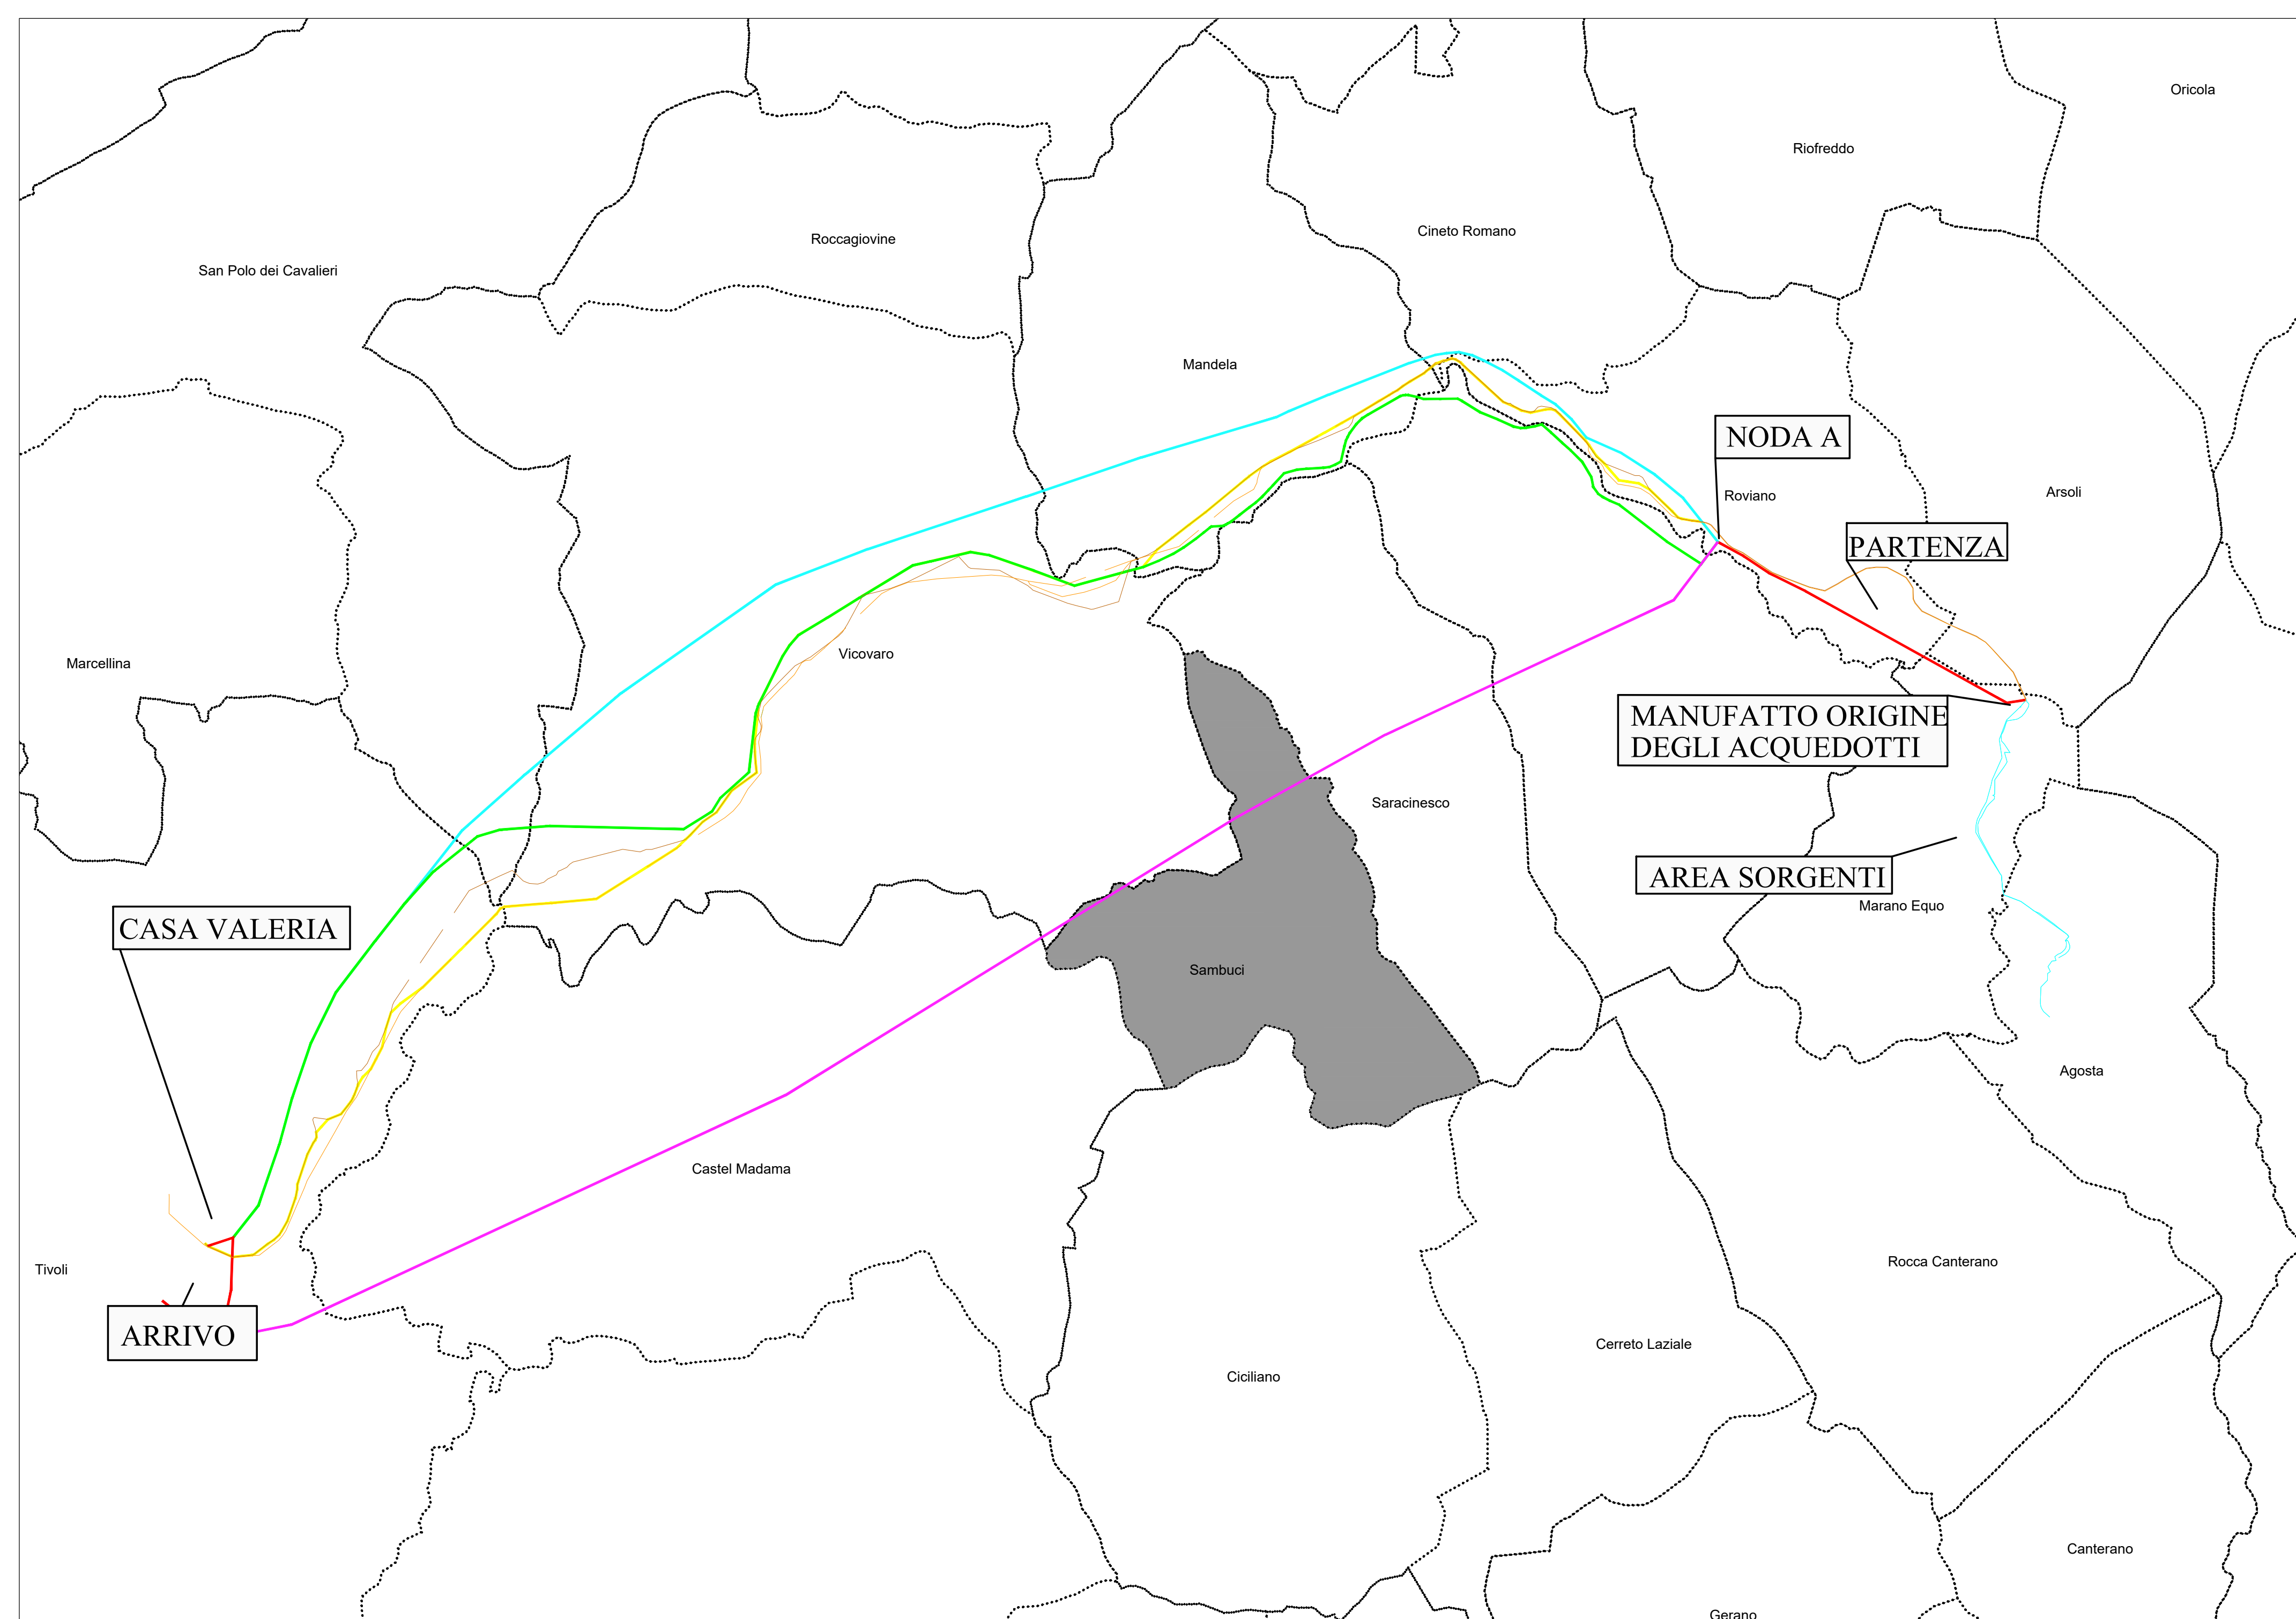 Oricola
Riofreddo
Cineto Romano
Roccagiovine
San Polo dei Cavalieri
Mandela
NODA A
Roviano
Arsoli
PARTENZA
Vicovaro
Marcellina
MANUFATTO ORIGINE
DEGLI ACQUEDOTTI
Saracinesco
AREA SORGENTI
Marano Equo
CASA VALERIA
Sambuci
Agosta
Castel Madama
Rocca Canterano
Tivoli
ARRIVO
Cerreto Laziale
Ciciliano
Canterano
Gerano